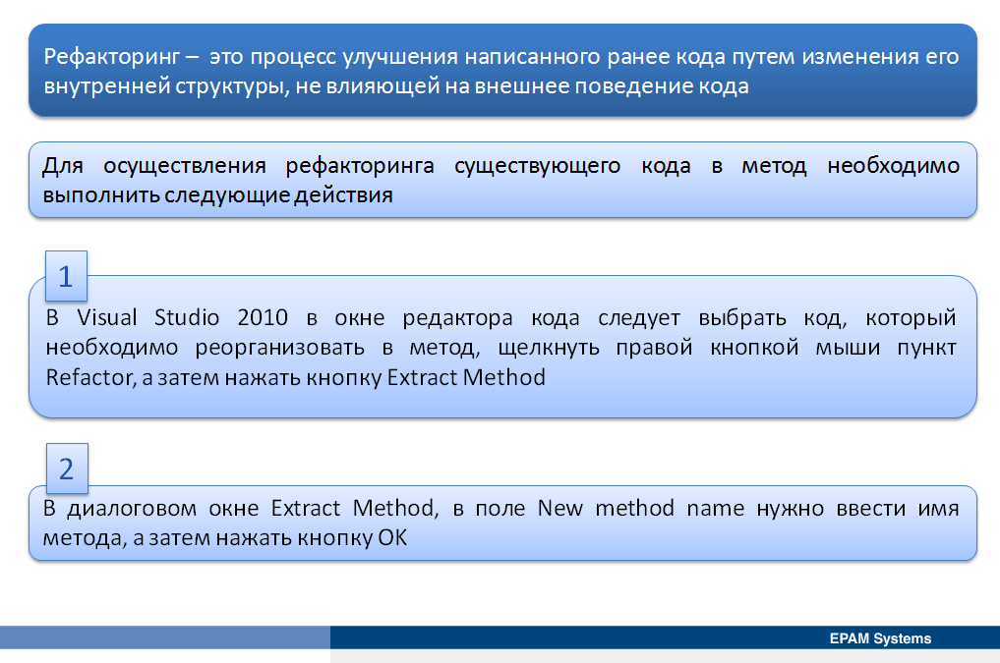 Рефакторинг – это процесс улучшения написанного ранее кода путем изменения его
внутренней структуры, не влияющей на внешнее поведение кода
Для осуществления рефакторинга существующего кода в метод необходимо
выполнить следующие действия
1
В Visual Studio 2010 в окне редактора кода следует выбрать код, который
необходимо реорганизовать в метод, щелкнуть правой кнопкой мыши пункт
Refactor, а затем нажать кнопку Extract Method
2
В диалоговом окне Extract Method, в поле New method name нужно ввести имя
метода, а затем нажать кнопку OK
EPAM Systems